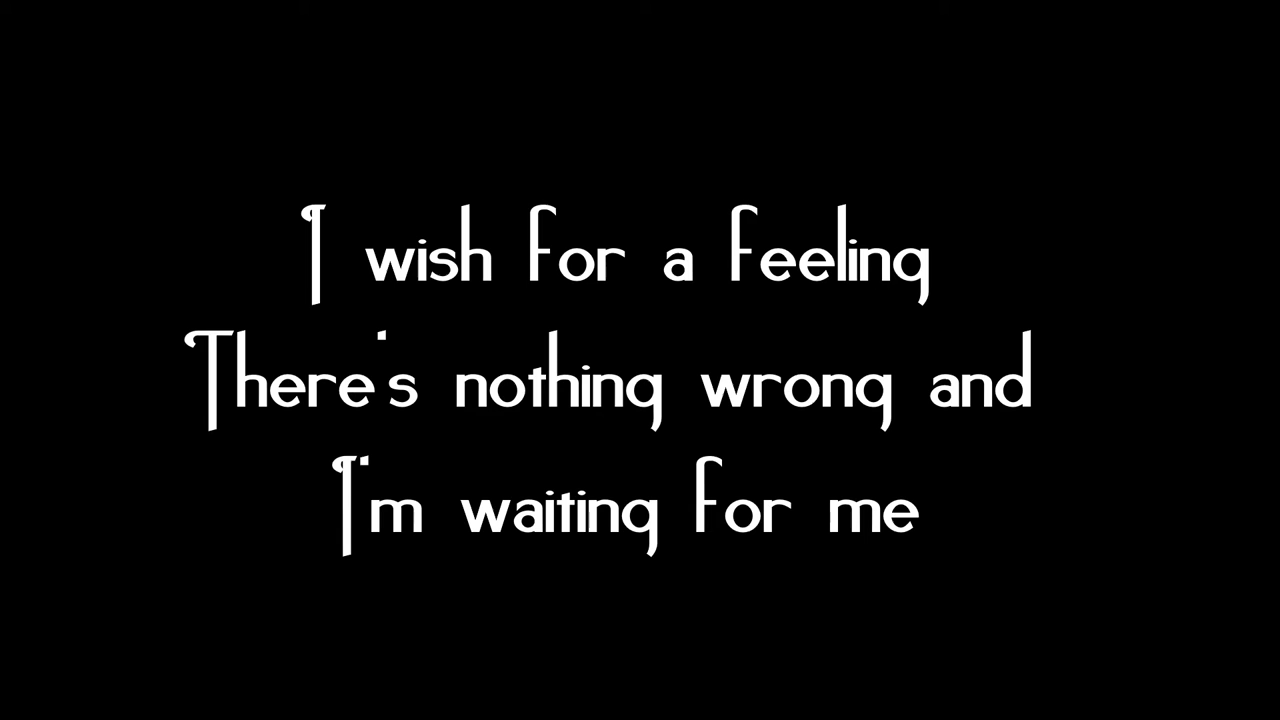 I wish for a feeling
There's nothing wrong and
I'm waiting for me